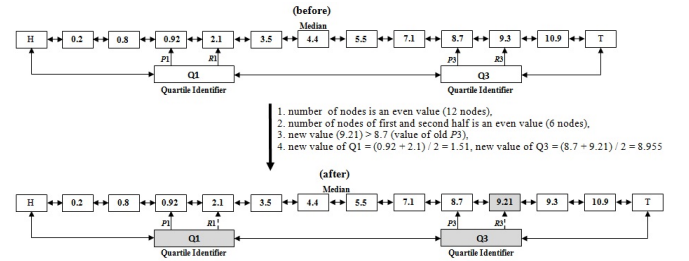 (before)
Median
H 0.2 0.8 0.92 2.1 3.5 4.4 5.5 7.1 8.7 9.3 10.9 T
P1 R1 P3 R3
Q1 Q3
Quartile Identifier Quartile Identifier
1. number of nodes is an even value (12 nodes),
2. number of nodes of first and second half is an even value (6 nodes),
3. new value (9.21) > 8.7 (value of old P3),
4. new value of Q1 = (0.92 + 2.1) / 2 = 1.51, new value of Q3 = (8.7 + 9.21) / 2 = 8.955
(after)
Median
H 0.2 0.8 0.92 2.1 3.5 4.4 5.5 7.1 8.7 9.21 9.3 10.9 T
P1 R1 P3 R3
Q1 Q3
Quartile Identifier Quartile Identifier